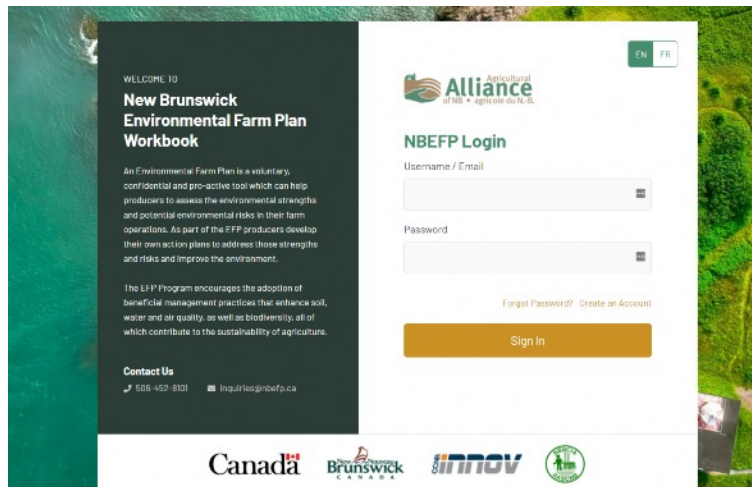 WELCOME TO
New Brunswick
Environmental Farm Plan
Workbook
An Environmental Farm Plan is a voluntary,
confidential and pro-active tool which can help
producers to assess the environmental strengths
and potential environmental risks in their farm
operations. As part of the EFP producers develop
their own action plans to address those strengths
and risks and improve the environment.
The EFP Program encourages the adoption of
beneficial management practices that enhance soil,
water and air quality, as well as biodiversity, all of
which contribute to the sustainability of agriculture.
Contact Us
506-452-8101 inquiries@nbefp.ca
EN FR
Agricultural
Alliance
of NB • agricole du N.-B.
NBEFP Login
Username / Email
Password
Forgot Password? Create an Account
Sign In
Canada
New Nouveau
Brunswick
CANADA
CCNB
INNOV